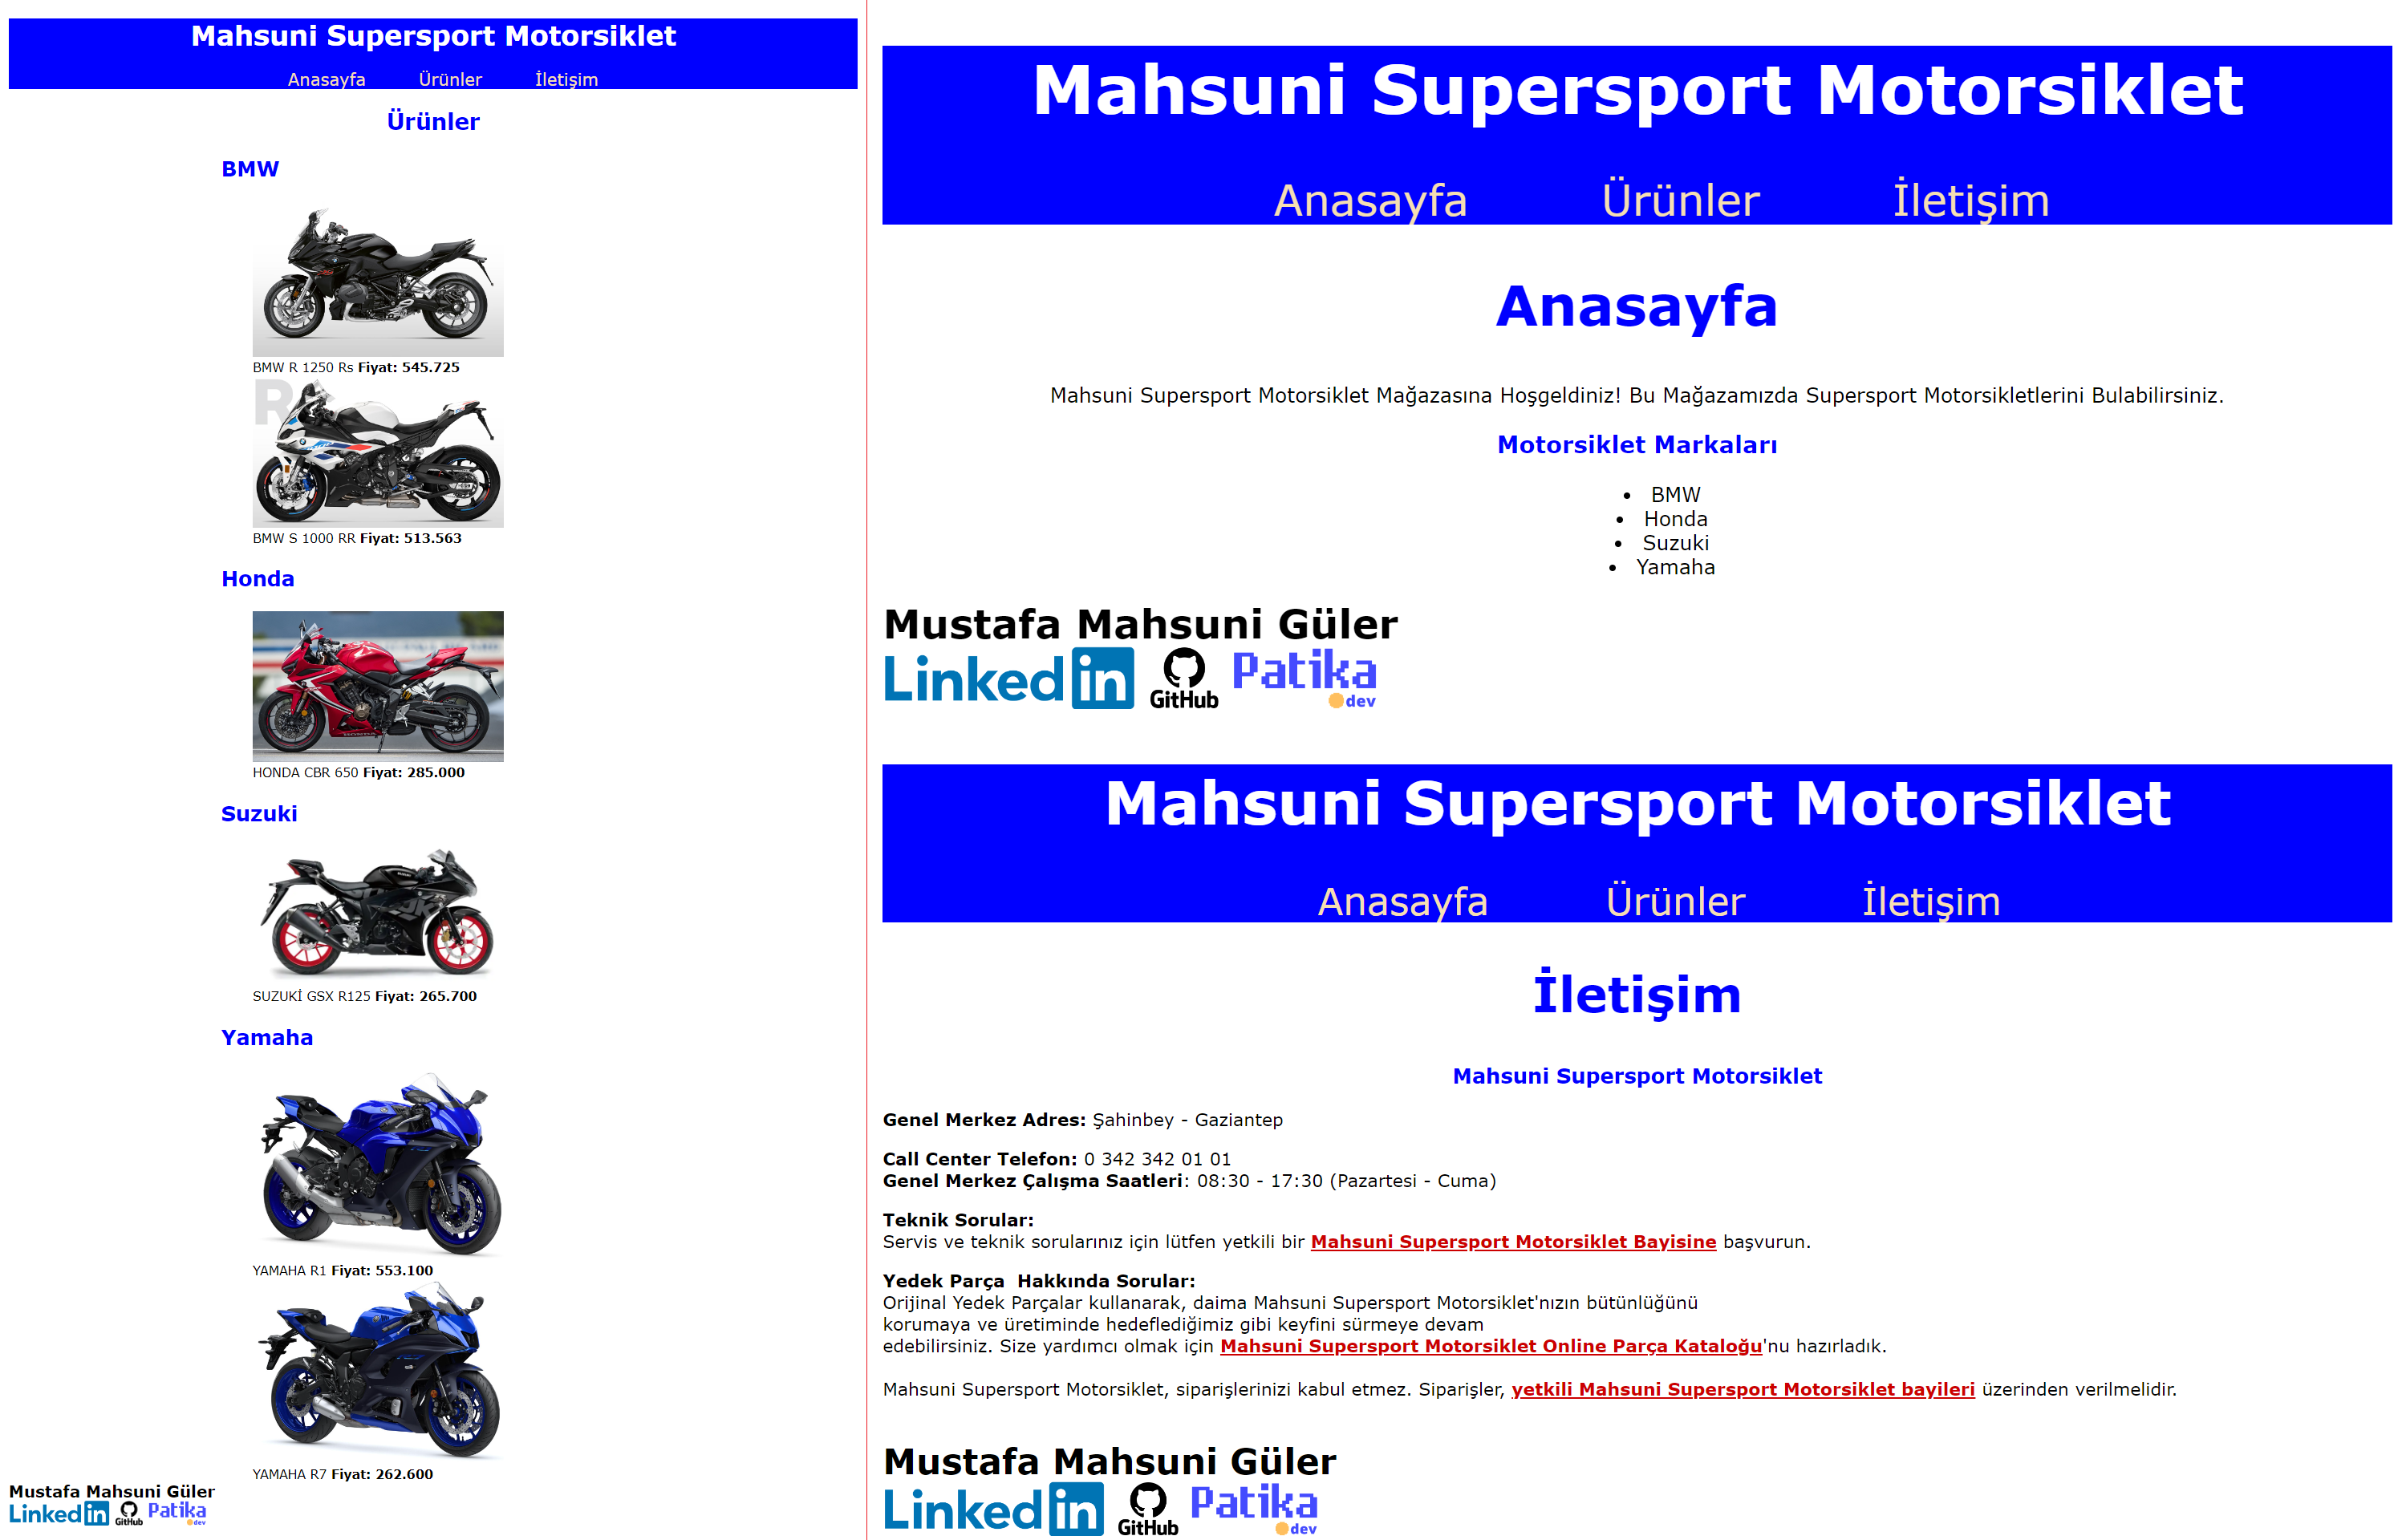 Mahsuni Supersport Motorsiklet
Anasayfa Ürünler İletişim
Ürünler
BMW
BMW R 1250 Rs Fiyat: 545.725
R
BMW S 1000 RR Fiyat: 513.563
Honda
HONDA CBR 650 Fiyat: 285.000
Suzuki
SUZUKİ GSX R125 Fiyat: 265.700
Yamaha
YAMAHA R1 Fiyat: 553.100
YAMAHA R7 Fiyat: 262.600
Mustafa Mahsuni Güler
Linked in GitHub Patika dev
Mahsuni Supersport Motorsiklet
Anasayfa Ürünler İletişim
Anasayfa
Mahsuni Supersport Motorsiklet Mağazasına Hoşgeldiniz! Bu Mağazamızda Supersport Motorsikletlerini Bulabilirsiniz.
Motorsiklet Markaları
• BMW
• Honda
• Suzuki
• Yamaha
Mustafa Mahsuni Güler
Linked in GitHub Patika dev
Mahsuni Supersport Motorsiklet
Anasayfa Ürünler İletişim
İletişim
Mahsuni Supersport Motorsiklet
Genel Merkez Adres: Şahinbey - Gaziantep
Call Center Telefon: 0 342 342 01 01
Genel Merkez Çalışma Saatleri: 08:30 - 17:30 (Pazartesi - Cuma)
Teknik Sorular:
Servis ve teknik sorularınız için lütfen yetkili bir Mahsuni Supersport Motorsiklet Bayisine başvurun.
Yedek Parça  Hakkında Sorular:
Orijinal Yedek Parçalar kullanarak, daima Mahsuni Supersport Motorsiklet'nızın bütünlüğünü
korumaya ve üretiminde hedeflediğimiz gibi keyfini sürmeye devam
edebilirsiniz. Size yardımcı olmak için Mahsuni Supersport Motorsiklet Online Parça Kataloğu'nu hazırladık.
Mahsuni Supersport Motorsiklet, siparişlerinizi kabul etmez. Siparişler, yetkili Mahsuni Supersport Motorsiklet bayileri üzerinden verilmelidir.
Mustafa Mahsuni Güler
Linked in GitHub Patika dev